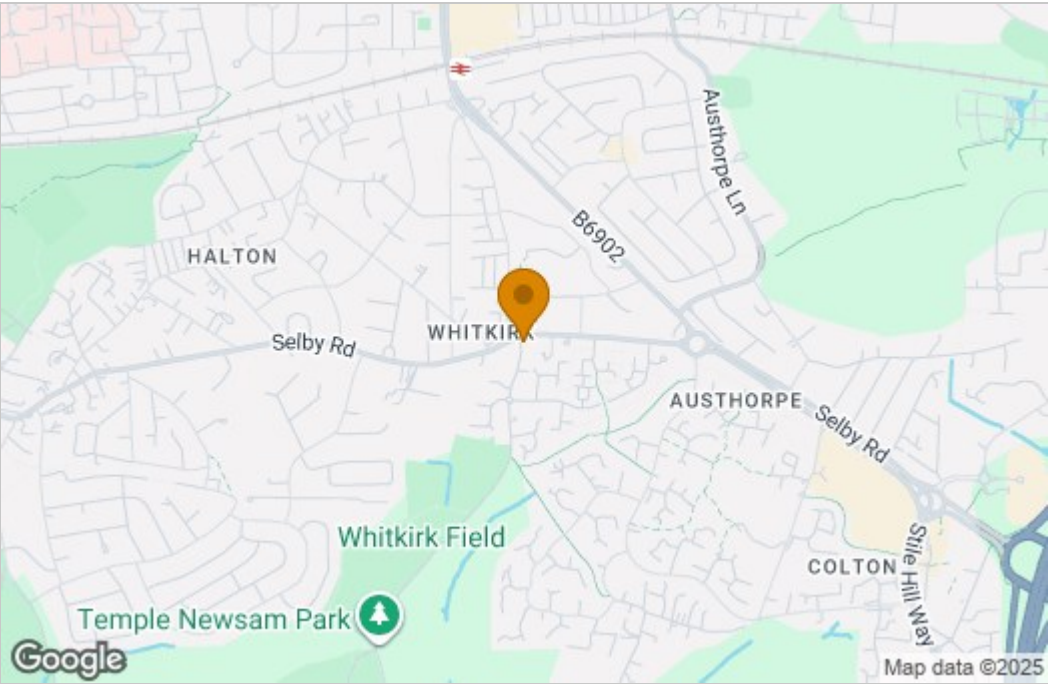 Austhorpe Ln
B6902
HALTON
WHITKIRK
Selby Rd
AUSTHORPE
Selby Rd
Whitkirk Field
COLTON
Stile Hill Way
Temple Newsam Park
Google
Map data ©2025